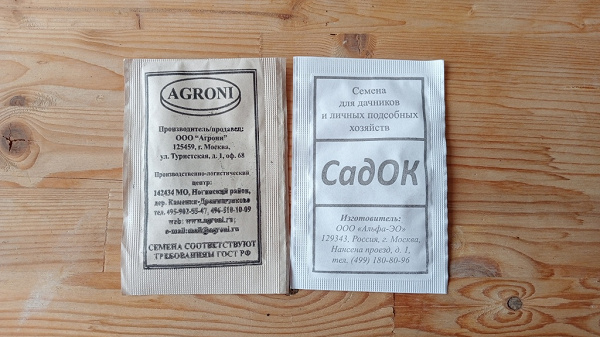 AGRONI
Производитель/продавец:
ООО "Агрони"
125459, г. Москва,
ул. Туристская, д. 1, оф. 68
Производственно-логистическая
центр:
142434 МО, Ногинский район,
дер. Каменки-Дранишниково
тел. 495-902-55-47, 496-510-10-09
web: www.agroni.ru;
e-mail:mail@agroni.ru
СЕМЕНА СООТВЕТСТВУЮТ
ТРЕБОВАНИЯМ ГОСТ РФ
Семена
для дачников
и личных подсобных
хозяйств
СадОК
Изготовитель:
ООО «Альфа-ЭО»
129343, Россия, г. Москва,
Нансена проезд, д. 1,
тел. (499) 180-80-96